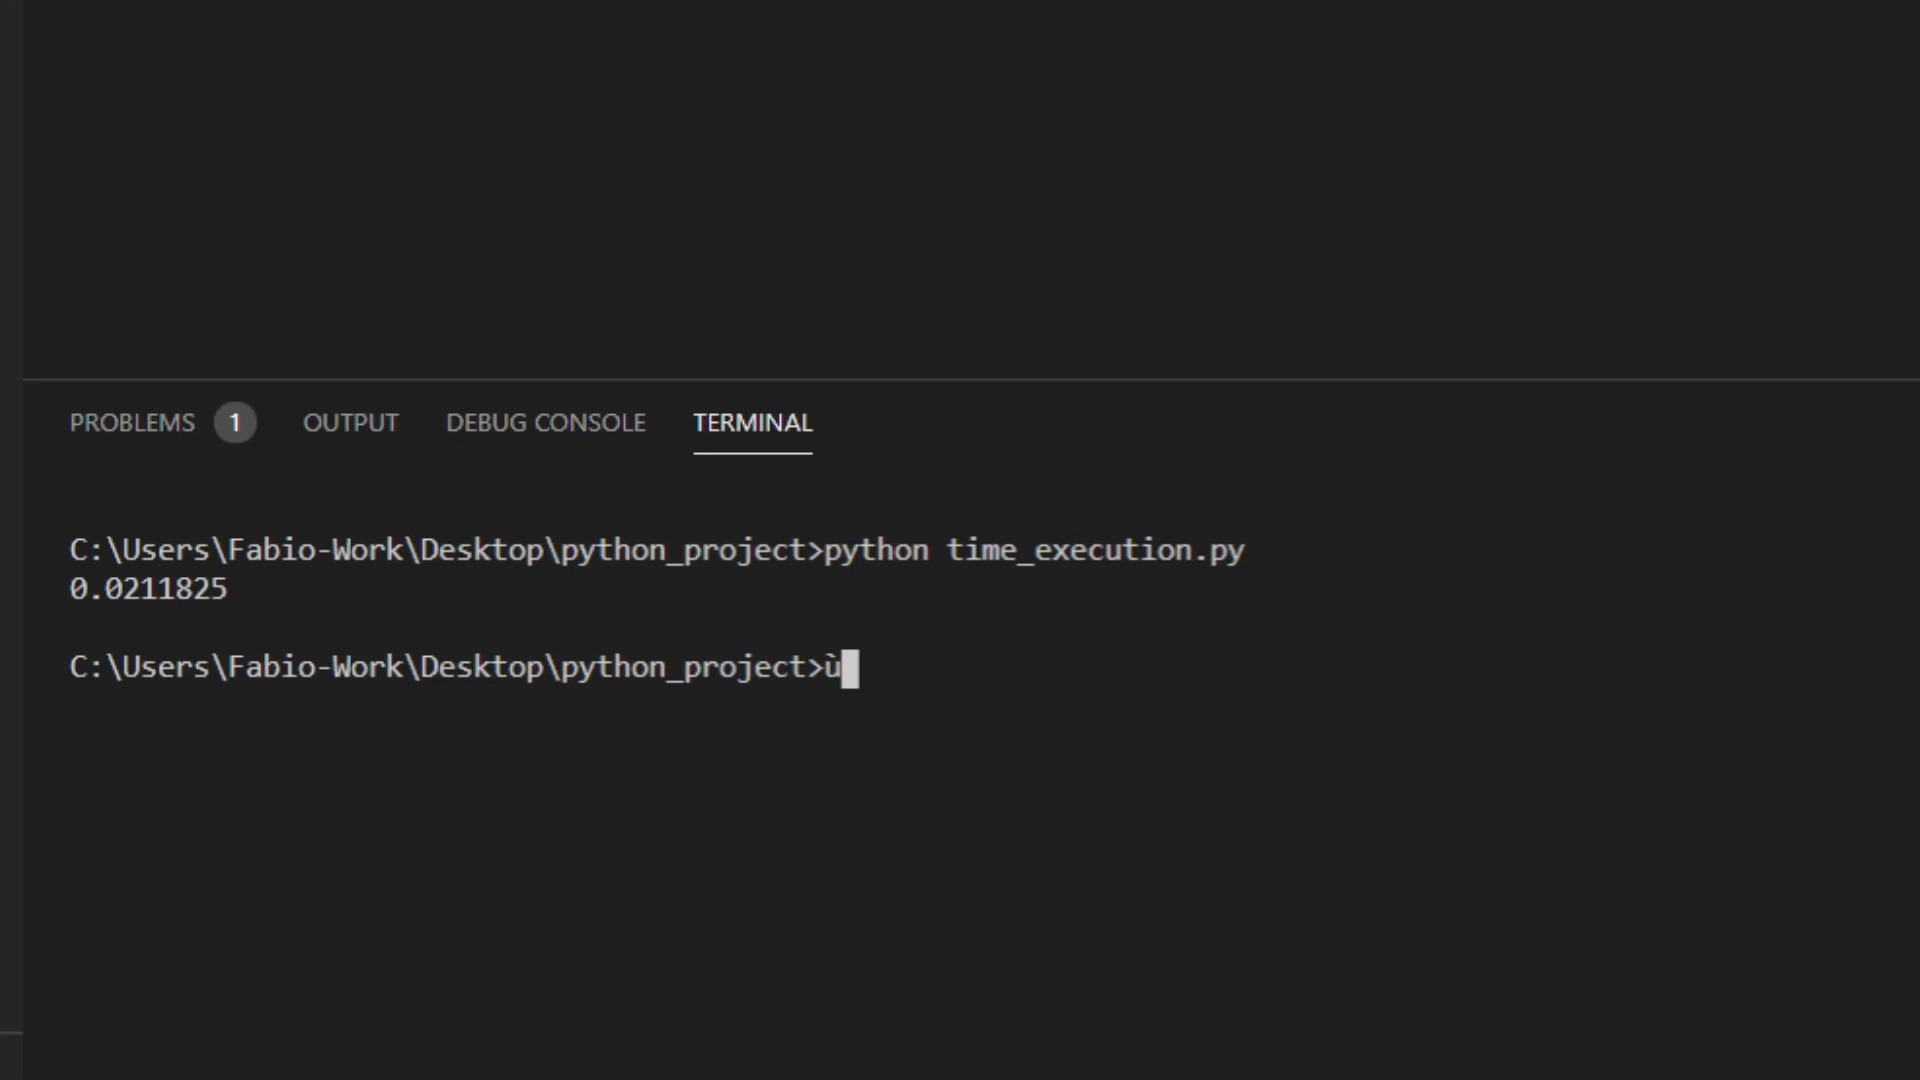 PROBLEMS 1 OUTPUT DEBUG CONSOLE TERMINAL
C:\Users\Fabio-Work\Desktop\python_project>python time_execution.py
0.0211825
C:\Users\Fabio-Work\Desktop\python_project>ù